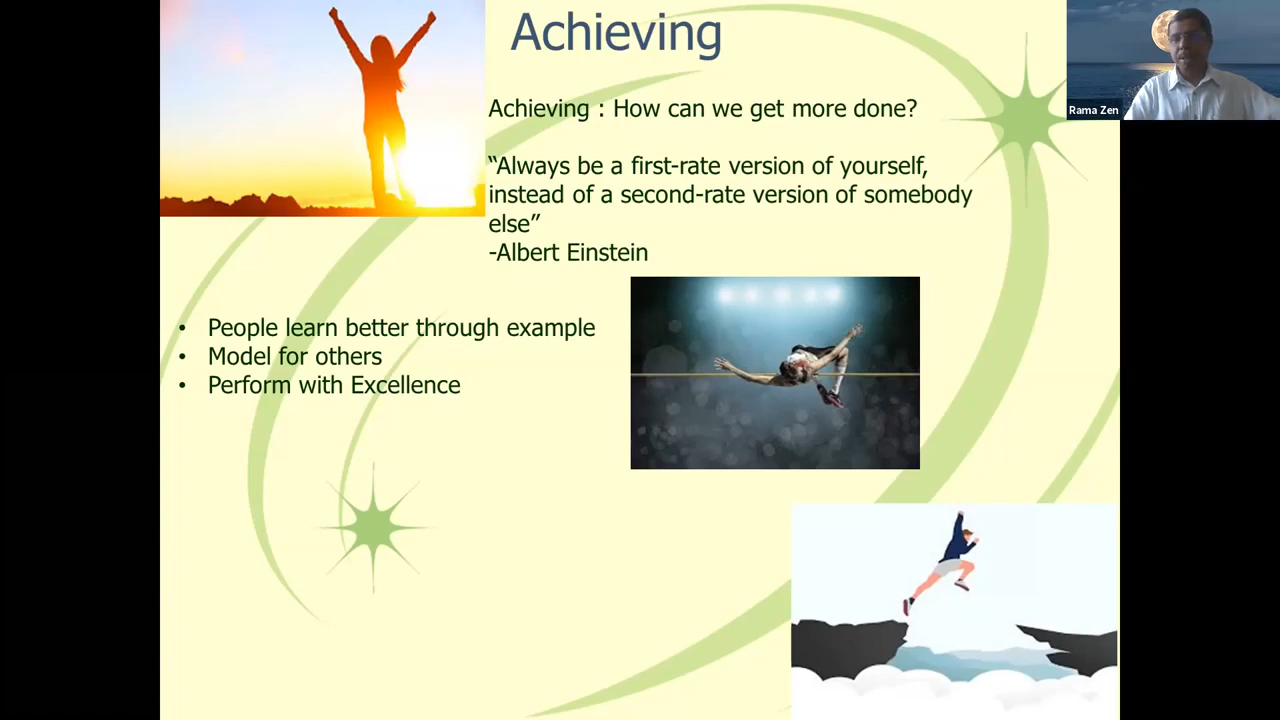 Achieving
Rama Zen
Achieving : How can we get more done?
“Always be a first-rate version of yourself,
instead of a second-rate version of somebody
else”
-Albert Einstein
• People learn better through example
• Model for others
• Perform with Excellence